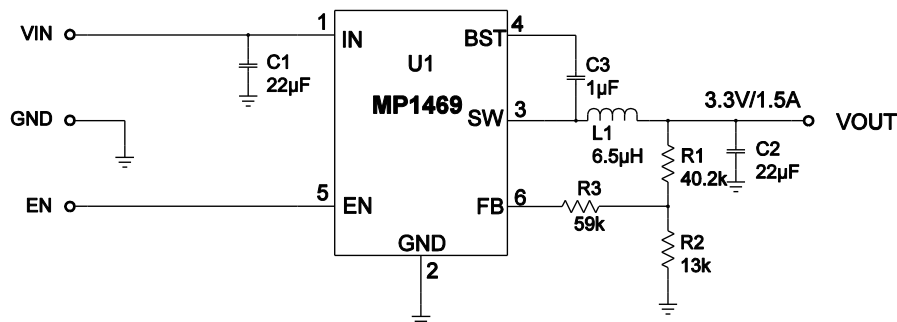 VIN
1
IN
C1
22µF
U1
MP1469
4
BST
C3
1µF
GND
SW
3
L1
6.5µH
3.3V/1.5A
VOUT
R1
40.2k
C2
22µF
EN
5
EN
FB
6
R3
59k
GND
2
R2
13k